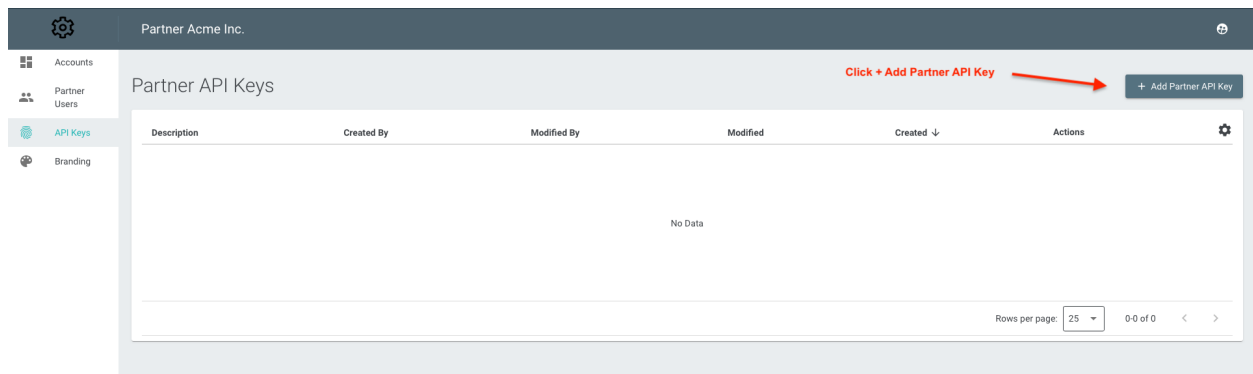 Partner Acme Inc.
Accounts
Partner
Users
API Keys
Branding
Partner API Keys
Click + Add Partner API Key
+ Add Partner API Key
Description Created By Modified By Modified Created ↓ Actions
No Data
Rows per page: 25 0-0 of 0 < >